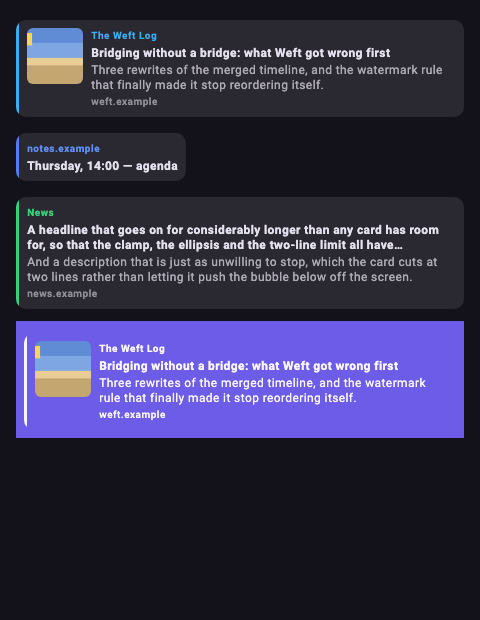 The Weft Log
Bridging without a bridge: what Weft got wrong first
Three rewrites of the merged timeline, and the watermark rule
that finally made it stop reordering itself.
weft.example
notes.example
Thursday, 14:00 — agenda
News
A headline that goes on for considerably longer than any card has room
for, so that the clamp, the ellipsis and the two-line limit all have…
And a description that is just as unwilling to stop, which the card cuts at
two lines rather than letting it push the bubble below off the screen.
news.example
The Weft Log
Bridging without a bridge: what Weft got wrong first
Three rewrites of the merged timeline, and the watermark
rule that finally made it stop reordering itself.
weft.example